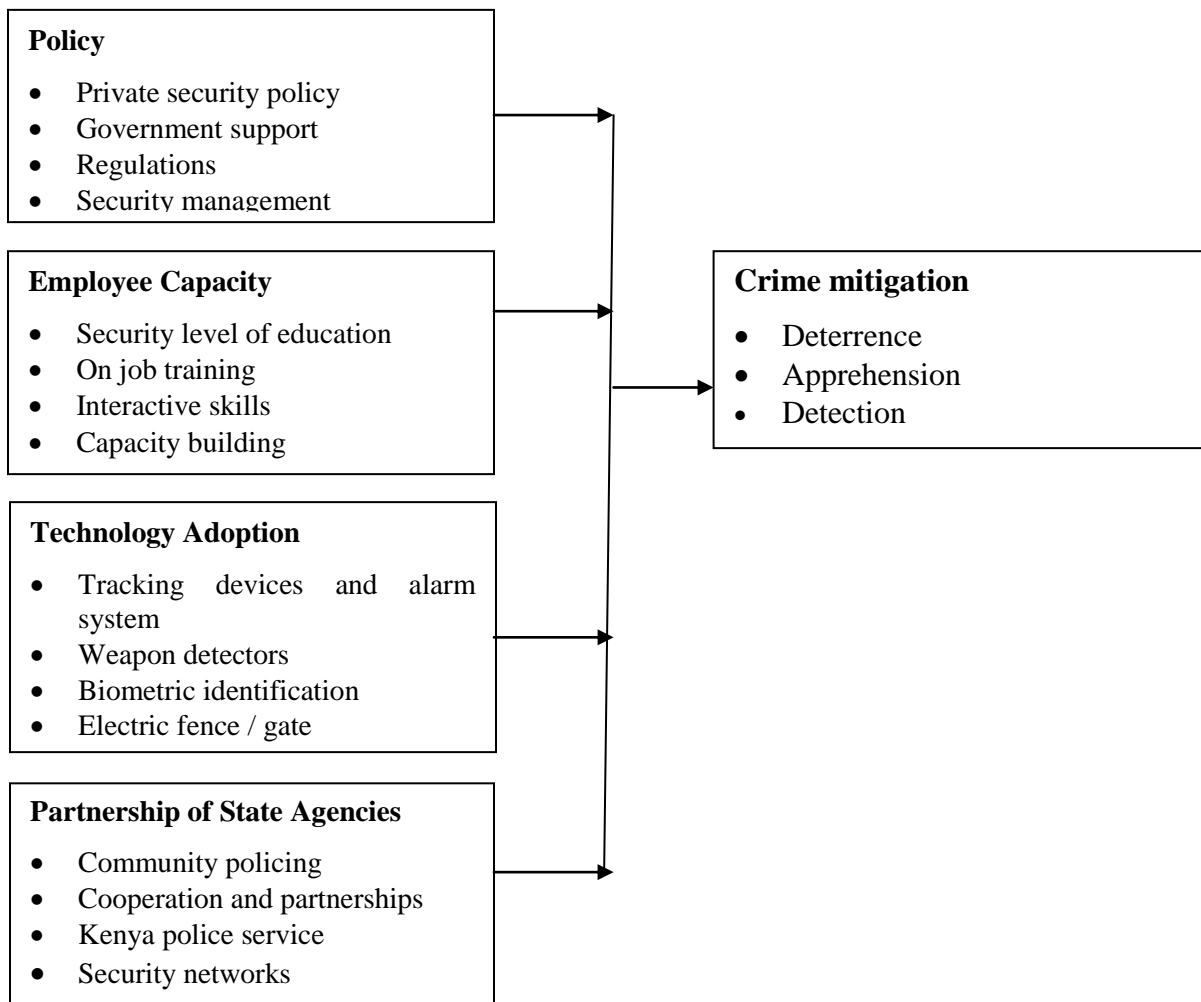 Policy
• Private security policy
• Government support
• Regulations
• Security management
Employee Capacity
• Security level of education
• On job training
• Interactive skills
• Capacity building
Technology Adoption
• Tracking devices and alarm
system
• Weapon detectors
• Biometric identification
• Electric fence / gate
Partnership of State Agencies
• Community policing
• Cooperation and partnerships
• Kenya police service
• Security networks
Crime mitigation
• Deterrence
• Apprehension
• Detection